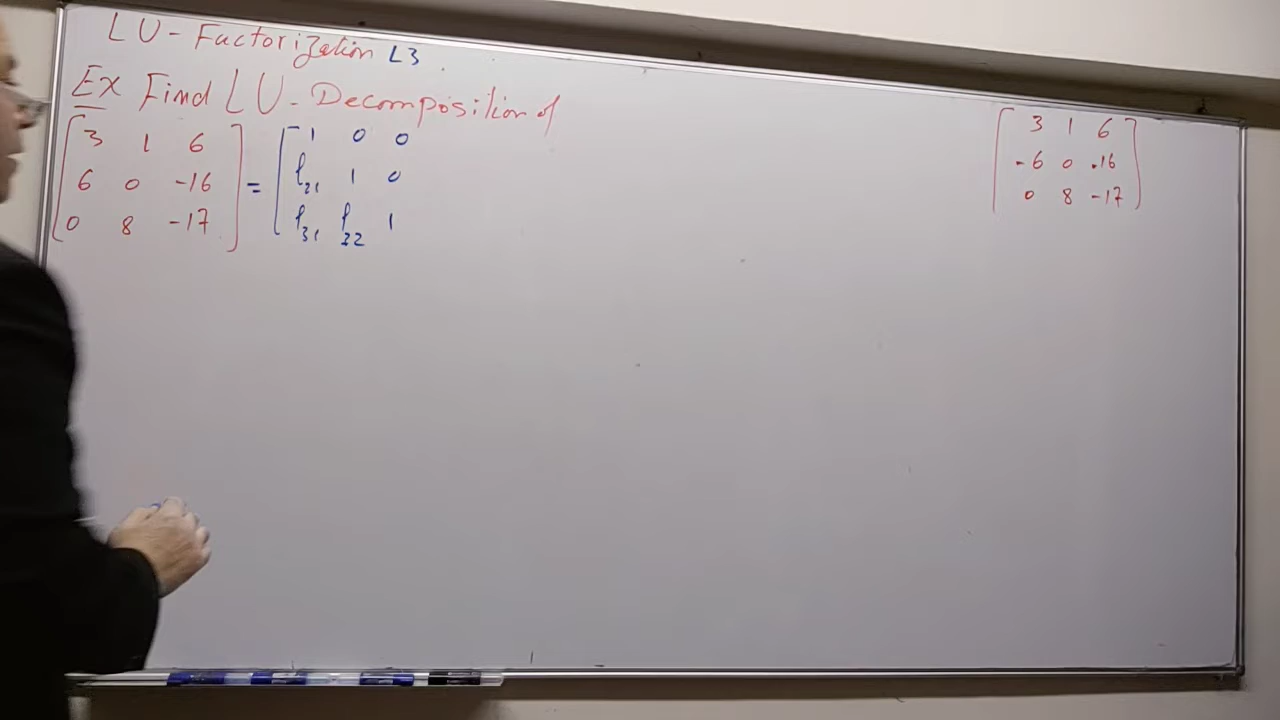 LU-Factorization L3
Ex Find LU-Decomposition of
3 1 6
6 0 -16
0 8 -17
=
1 0 0
l21 1 0
l31 l32 1
3 1 6
-6 0 -16
0 8 -17